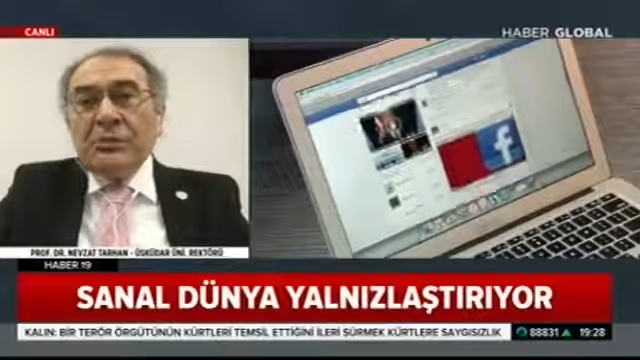 CANLI
HABER GLOBAL
PROF. DR. NEVZAT TARHAN - ÜSKÜDAR ÜNİ. REKTÖRÜ
HABER 19
SANAL DÜNYA YALNIZLAŞTIRIYOR
KALIN: BİR TERÖR ÖRGÜTÜNÜN KÜRTLERİ TEMSİL ETTİĞİNİ İLERİ SÜRMEK KÜRTLERE SAYGISIZLIK
88831 ▲ 19:28